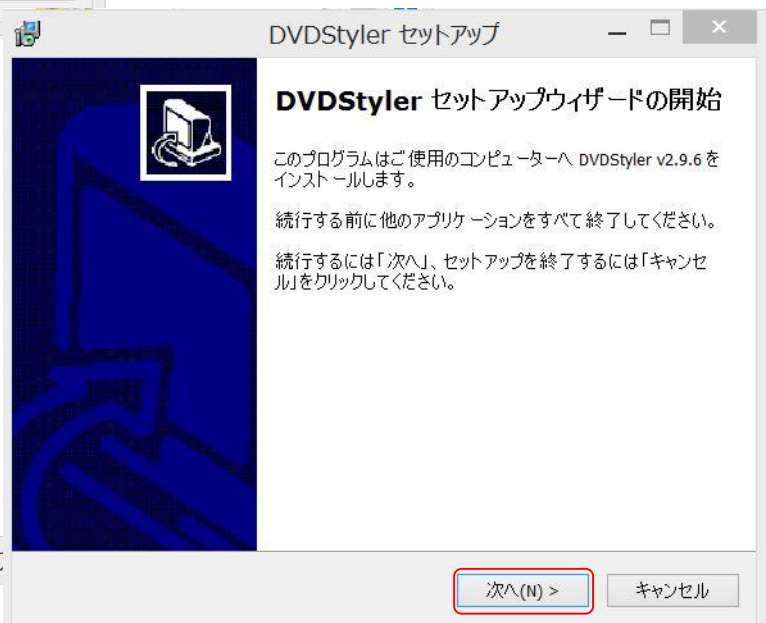 DVDStyler セットアップ
DVDStyler セットアップウィザードの開始
このプログラムはご使用のコンピューターへ DVDStyler v2.9.6 を
インストールします。
続行する前に他のアプリケーションをすべて終了してください。
続行するには「次へ」、セットアップを終了するには「キャンセ
ル」をクリックしてください。
次へ(N) >
キャンセル